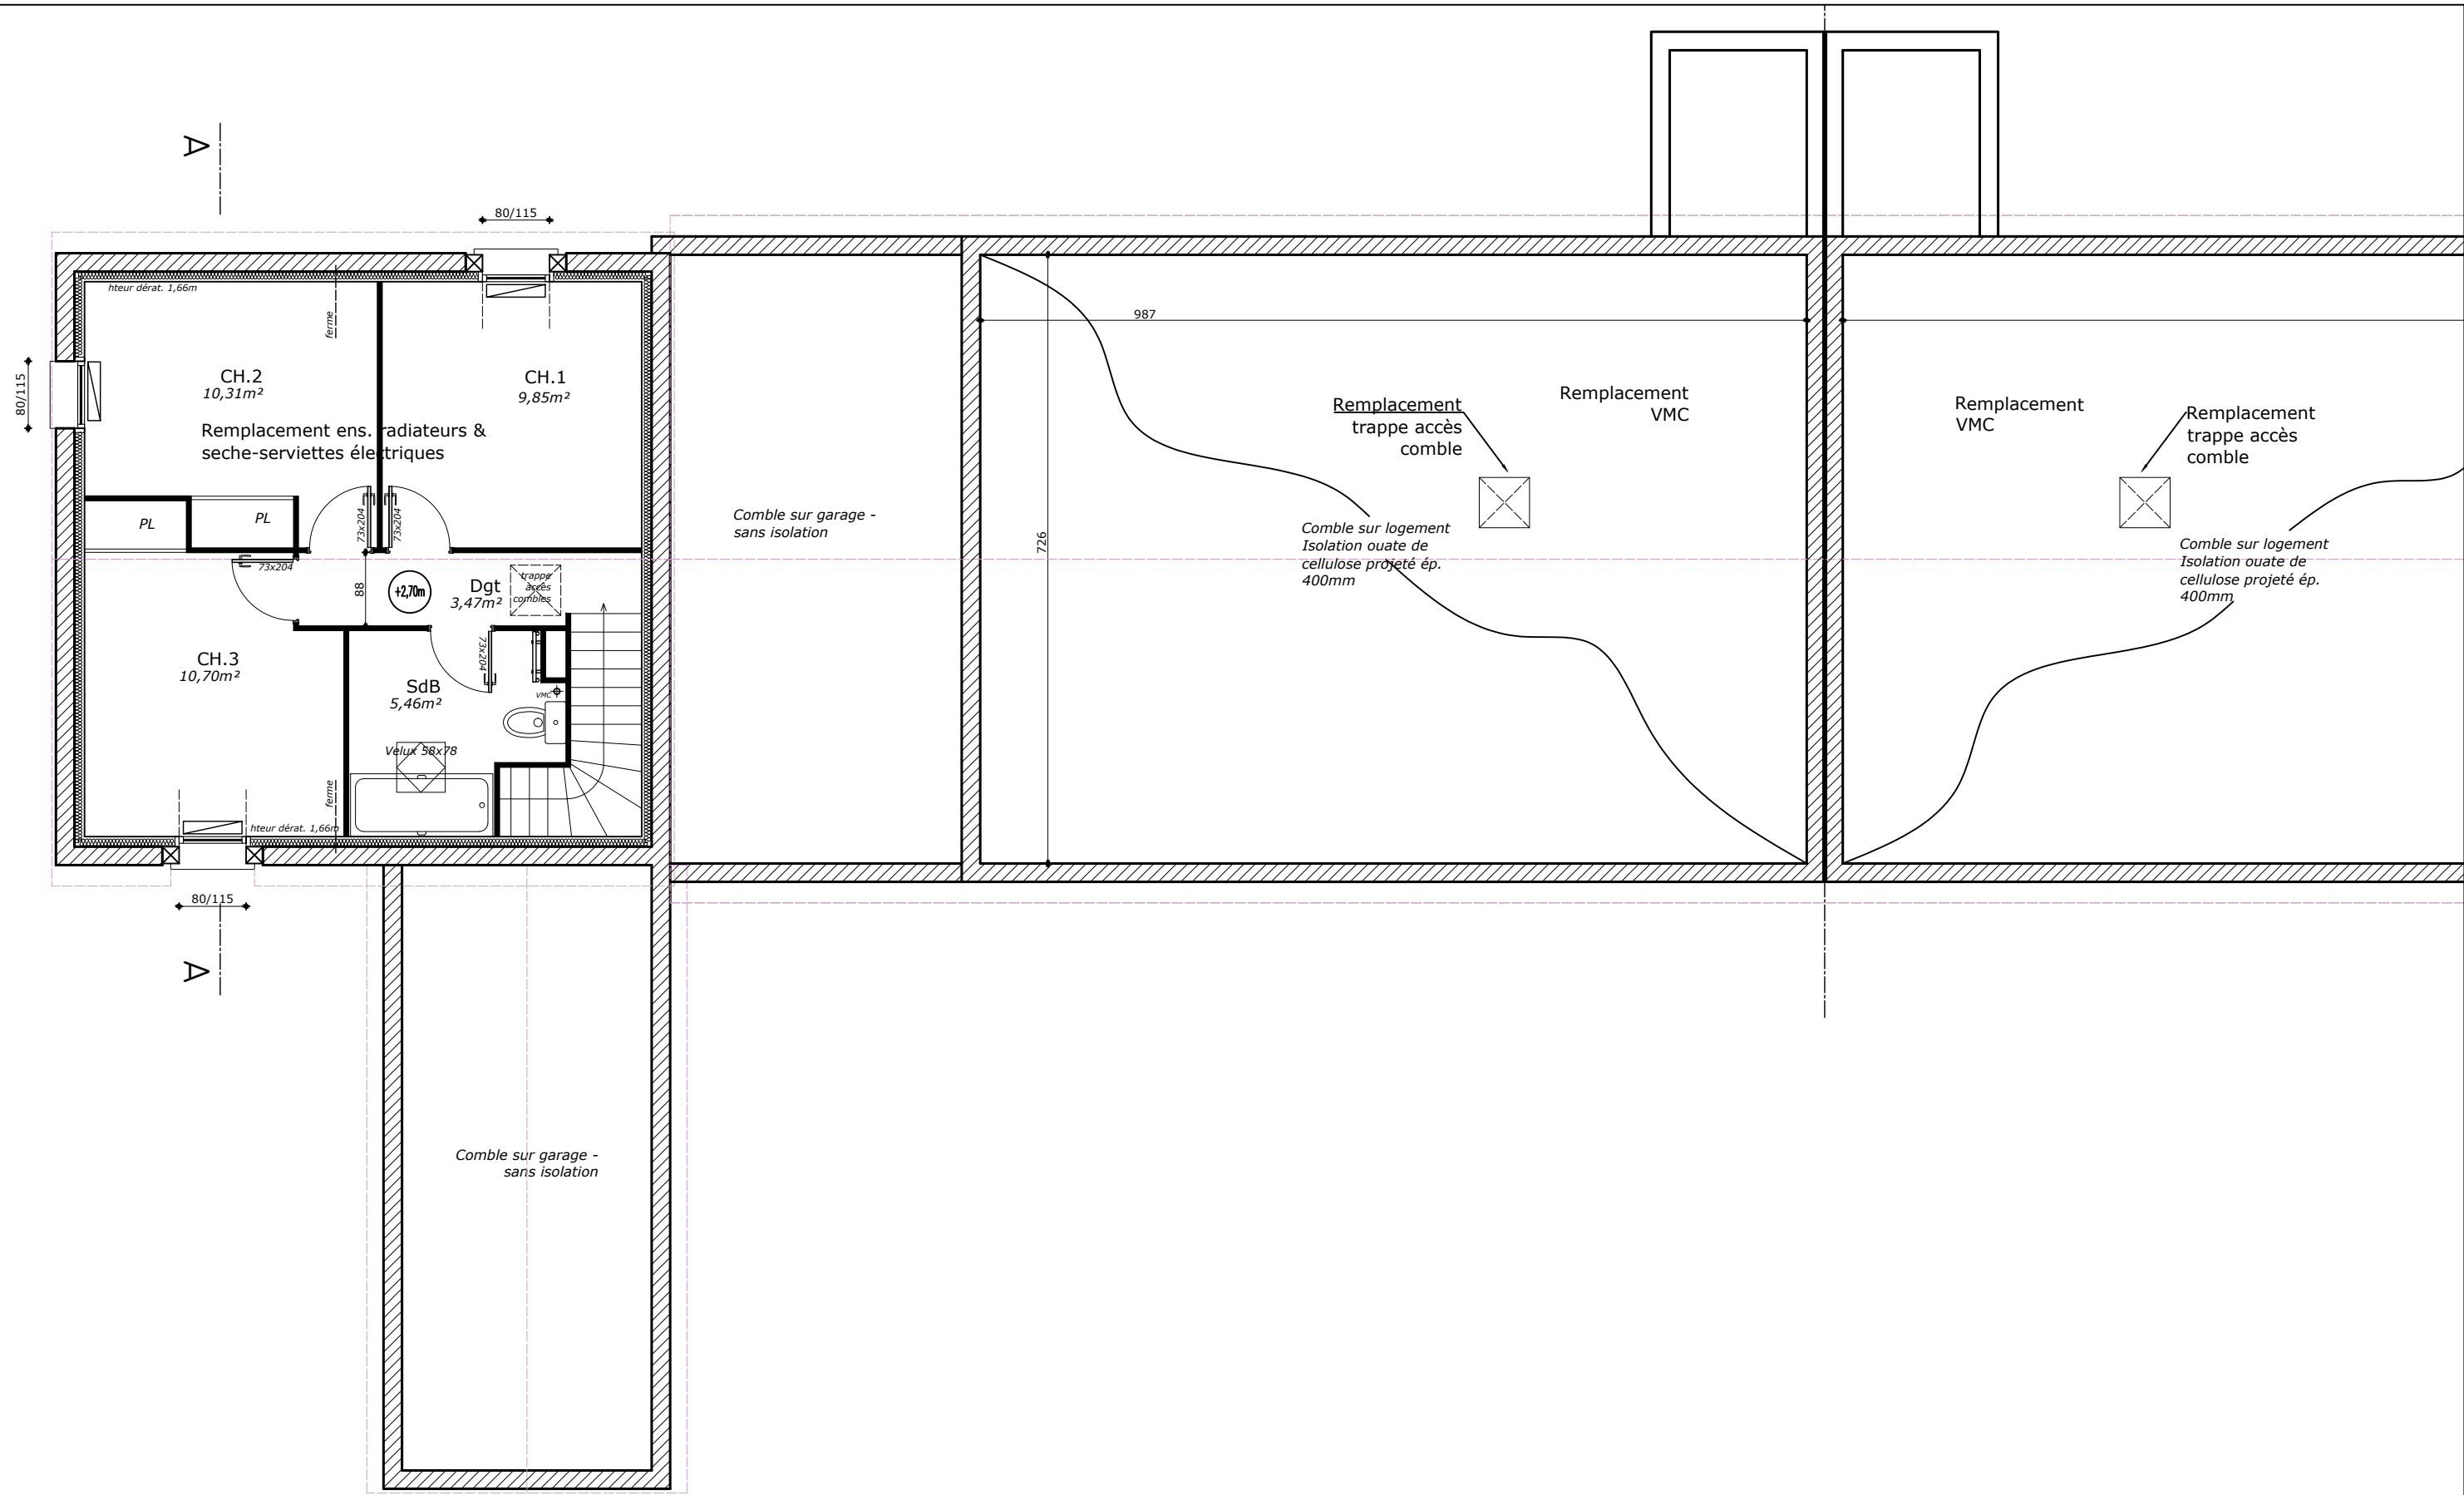 A
80/115
hteur dérat. 1,66m
ferme
987
80/115
CH.2
10,31m²
CH.1
9,85m²
Remplacement ens. radiateurs &
seche-serviettes électriques
Remplacement
trappe accès
comble
Remplacement
VMC
Remplacement
VMC
Remplacement
trappe accès
comble
PL
PL
73x204
73x204
Comble sur garage -
sans isolation
726
Comble sur logement
Isolation ouate de
cellulose projeté ép.
400mm
Comble sur logement
Isolation ouate de
cellulose projeté ép.
400mm
73x204
88
+2,70m
Dgt
3,47m²
trappe
accès
combles
CH.3
10,70m²
73x204
SdB
5,46m²
VMC
Velux 58x78
ferme
hteur dérat. 1,66m
80/115
A
Comble sur garage -
sans isolation